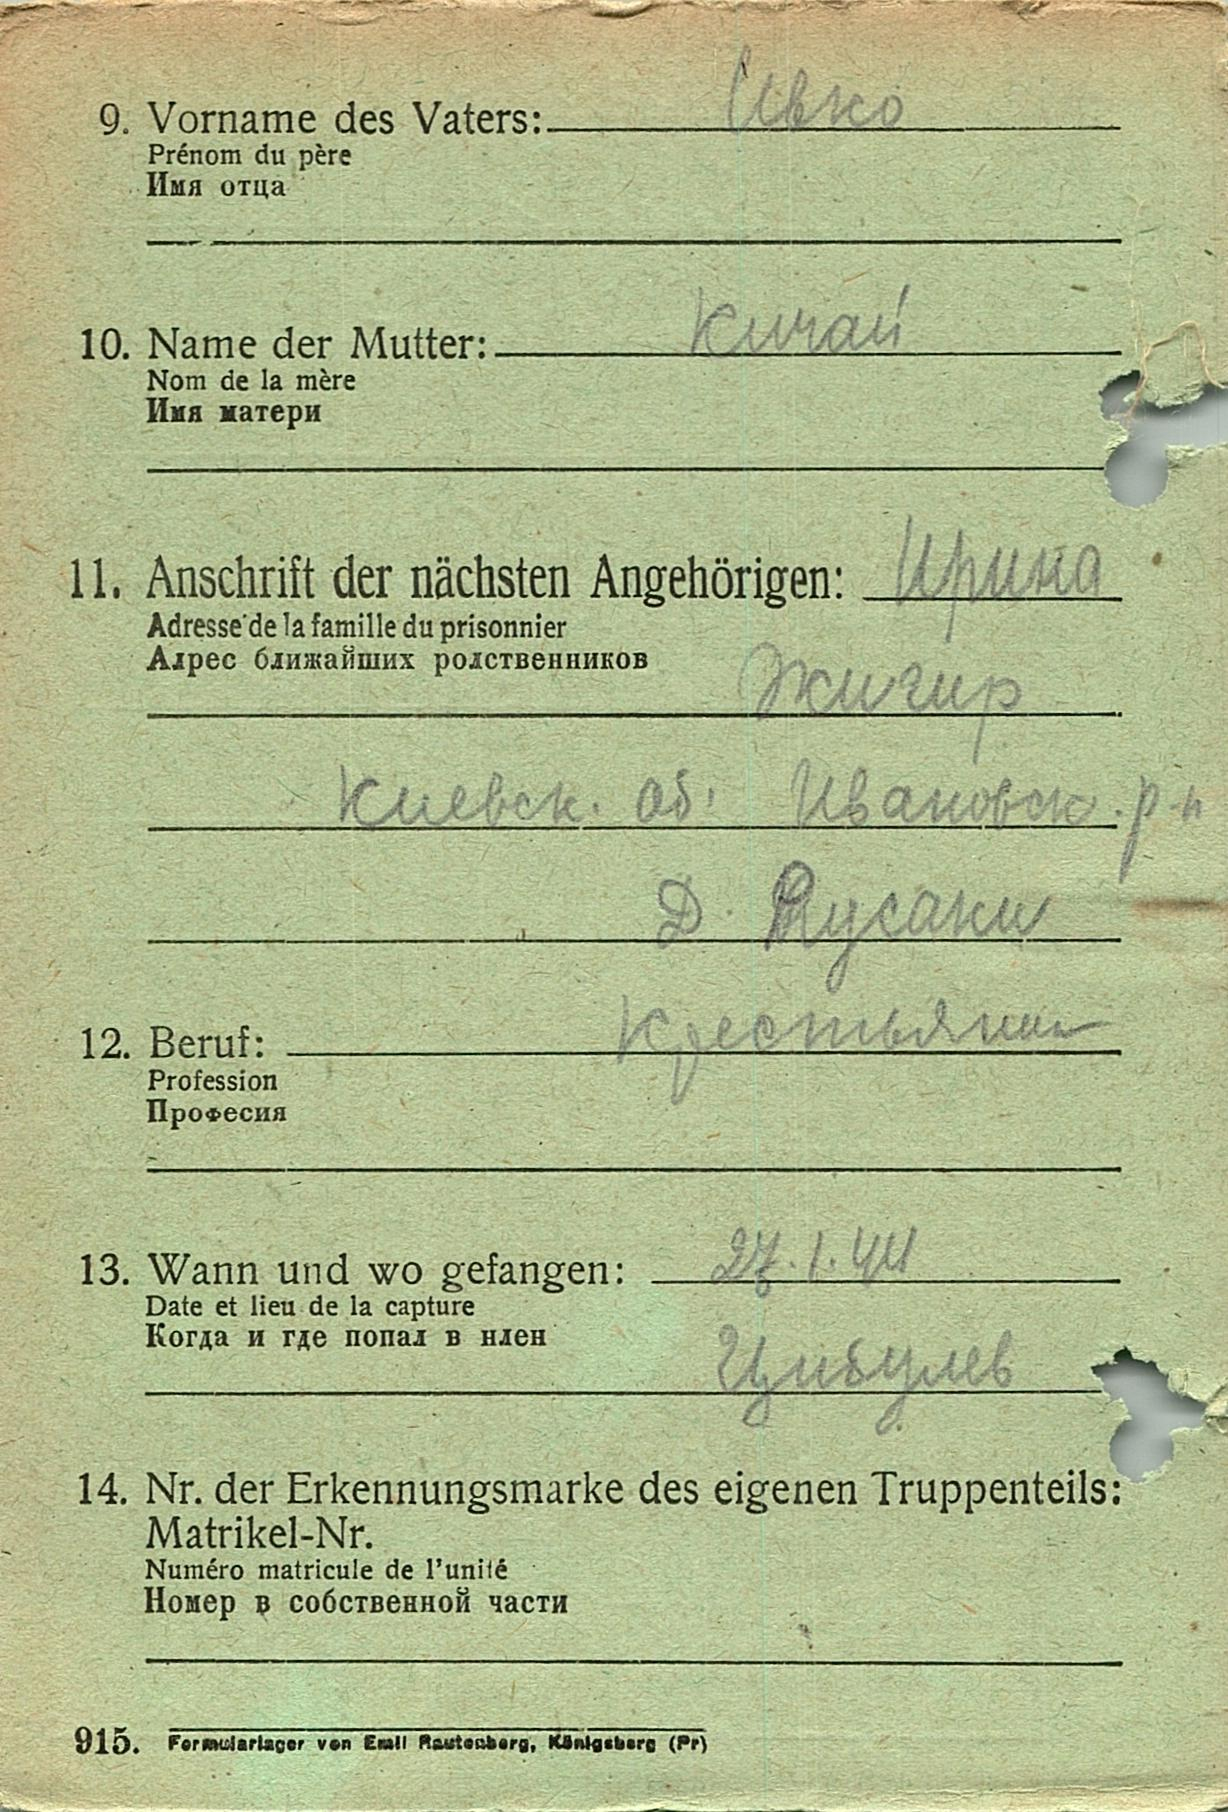 9. Vorname des Vaters: Ивко
Prénom du père
Имя отца
10. Name der Mutter: Кичай
Nom de la mère
Имя матери
11. Anschrift der nächsten Angehörigen: Ирина
Adresse de la famille du prisonnier
Адрес ближайших родственников
Жигир
Киевск. об. Ивановск. р-н
Д. Русаки
12. Beruf: Крестьянин
Profession
Професия
13. Wann und wo gefangen: 27.1.44
Date et lieu de la capture
Когда и где попал в нлен
Цибулев
14. Nr. der Erkennungsmarke des eigenen Truppenteils:
Matrikel-Nr.
Numéro matricule de l'unité
Номер в собственной части
915. Formularlager von Emil Rautenberg, Königsberg (Pr)